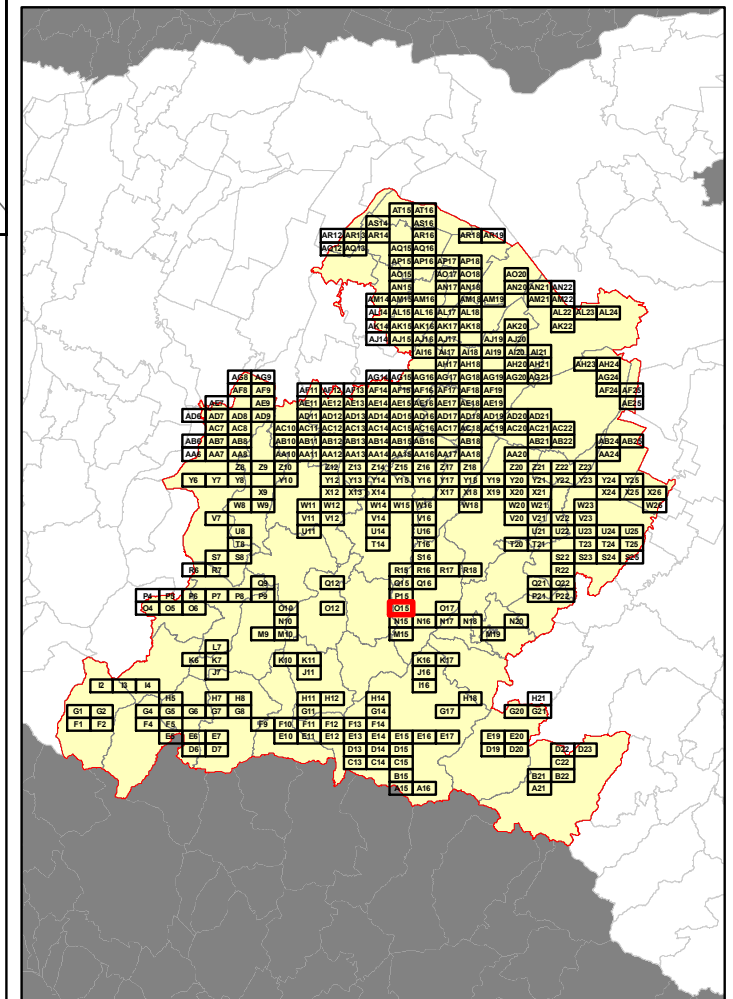 AT15 AT16
AS14 AS16
AR12 AR13 AR14 AR16 AR18 AR19
AQ12 AQ13 AQ15 AQ16
AP15 AP16 AP17 AP18
AO15 AO17 AO18 AO20
AN15 AN17 AN18 AN20 AN21 AN22
AM14 AM15 AM16 AM18 AM19 AM21 AM22
AL14 AL15 AL16 AL17 AL18 AL22 AL23 AL24
AK14 AK15 AK16 AK17 AK18 AK20 AK22
AJ14 AJ15 AJ16 AJ17 AJ19 AJ20
AI16 AI17 AI18 AI19 AI20 AI21
AH17 AH18 AH20 AH21 AH23 AH24
AG8 AG9 AG14 AG15 AG16 AG17 AG18 AG19 AG20 AG21 AG24
AF8 AF9 AF11 AF12 AF13 AF14 AF15 AF16 AF17 AF18 AF19 AF24 AF25
AE7 AE9 AE11 AE12 AE13 AE14 AE15 AE16 AE17 AE18 AE19 AE25
AD6 AD7 AD8 AD9 AD11 AD12 AD13 AD14 AD15 AD16 AD17 AD18 AD19 AD20 AD21
AC7 AC8 AC10 AC11 AC12 AC13 AC14 AC15 AC16 AC17 AC18 AC19 AC20 AC21 AC22
AB6 AB7 AB8 AB10 AB11 AB12 AB13 AB14 AB15 AB16 AB18 AB21 AB22 AB24 AB25
AA6 AA7 AA8 AA10 AA11 AA12 AA13 AA14 AA15 AA16 AA17 AA18 AA20 AA24
Z8 Z9 Z10 Z12 Z13 Z14 Z15 Z16 Z17 Z18 Z20 Z21 Z22 Z23
Y6 Y7 Y8 Y10 Y12 Y13 Y14 Y15 Y16 Y17 Y18 Y19 Y20 Y21 Y22 Y23 Y24 Y25
X9 X12 X13 X14 X17 X18 X19 X20 X21 X24 X25 X26
W8 W9 W11 W12 W14 W15 W16 W18 W20 W21 W23 W26
V7 V11 V12 V14 V16 V20 V21 V22 V23
U8 U11 U14 U16 U21 U22 U23 U24 U25
T8 T14 T16 T20 T21 T23 T24 T25
S7 S8 S16 S22 S23 S24 S25
R6 R7 R15 R16 R17 R18 R22
Q9 Q12 Q15 Q16 Q21 Q22
P4 P5 P6 P7 P8 P9 P15 P21 P22
O4 O5 O6 O10 O12 O15 O17
N10 N15 N16 N17 N18 N20
M9 M10 M15 M19
L7
K6 K7 K10 K11 K16 K17
J7 J11 J16
I2 I3 I4 I16
H5 H7 H8 H11 H12 H14 H18 H21
G1 G2 G4 G5 G6 G7 G8 G11 G14 G17 G20 G21
F1 F2 F4 F5 F9 F10 F11 F12 F13 F14
E5 E6 E7 E10 E11 E12 E13 E14 E15 E16 E17 E19 E20
D6 D7 D13 D14 D15 D19 D20 D22 D23
C13 C14 C15 C22
B15 B21 B22
A15 A16 A21